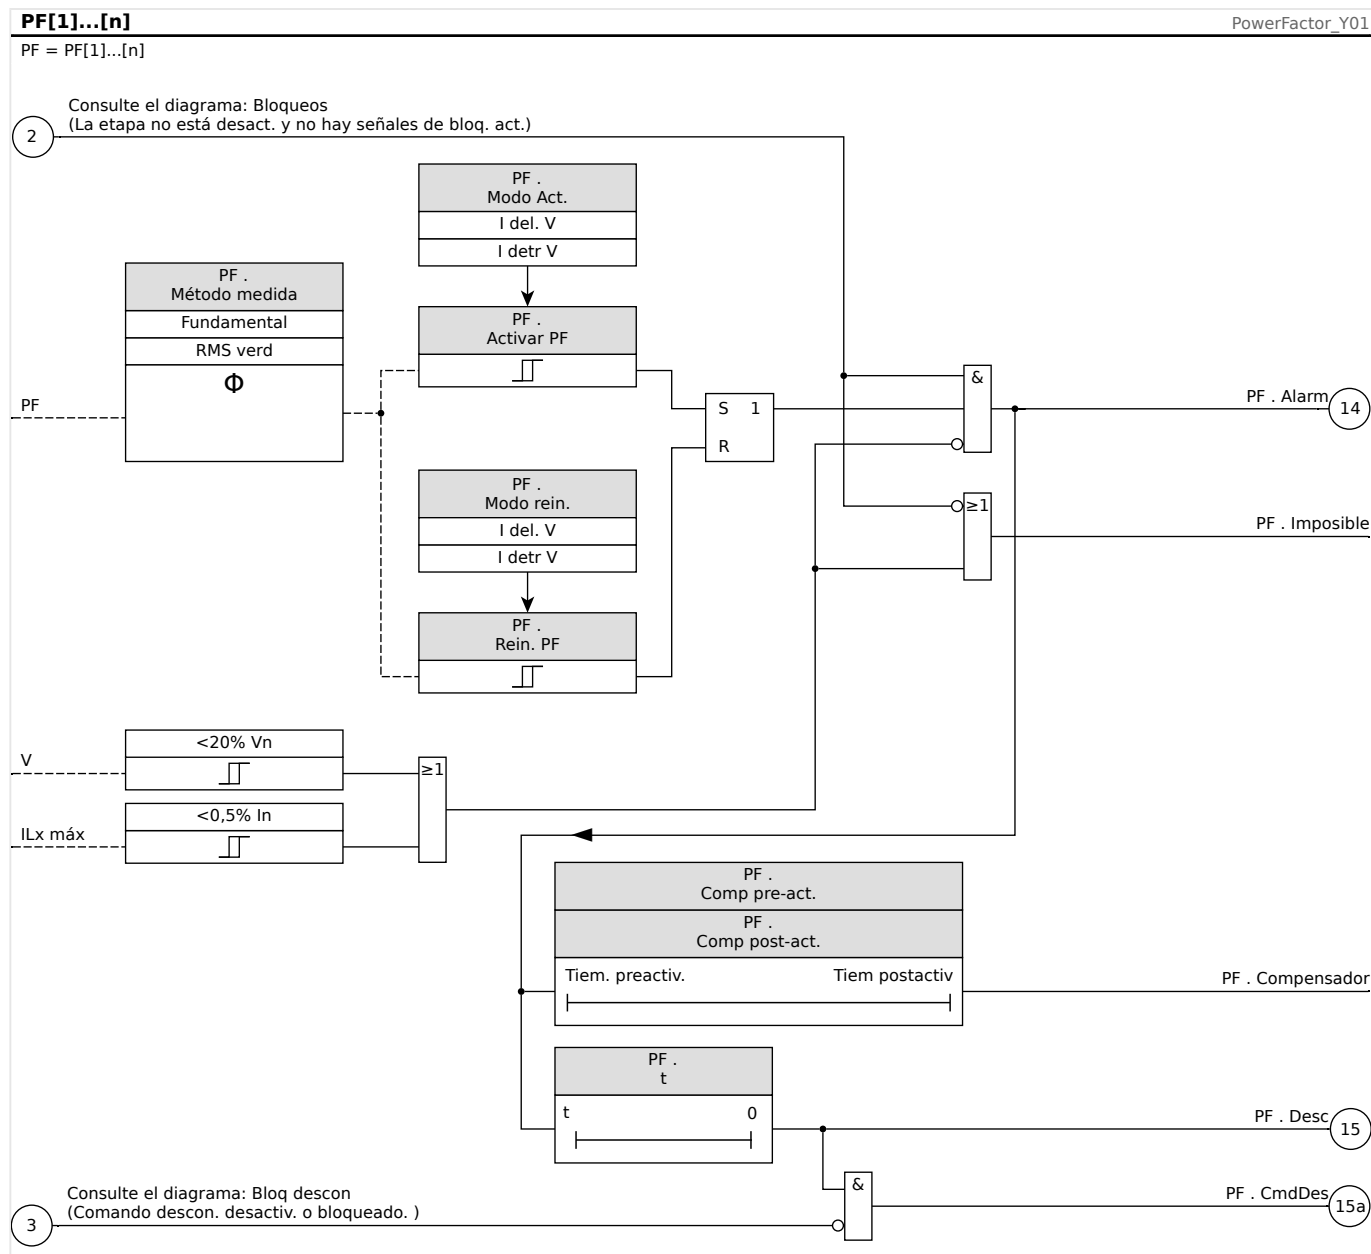 PF[1]...[n]
PowerFactor_Y01
PF = PF[1]...[n]
Consulte el diagrama: Bloqueos
(La etapa no está desact. y no hay señales de bloq. act.)
2
PF .
Modo Act.
I del. V
I detr V
PF .
Método medida
Fundamental
RMS verd
Φ
PF
PF .
Activar PF
S 1
R
&
PF . Alarm
14
PF .
Modo rein.
I del. V
I detr V
≥1
PF . Imposible
PF .
Rein. PF
V
<20% Vn
≥1
ILx máx
<0,5% In
PF .
Comp pre-act.
PF .
Comp post-act.
Tiem. preactiv. Tiem postactiv
PF . Compensador
PF .
t
t 0
PF . Desc
15
Consulte el diagrama: Bloq descon
(Comando descon. desactiv. o bloqueado. )
3
&
PF . CmdDes
15a